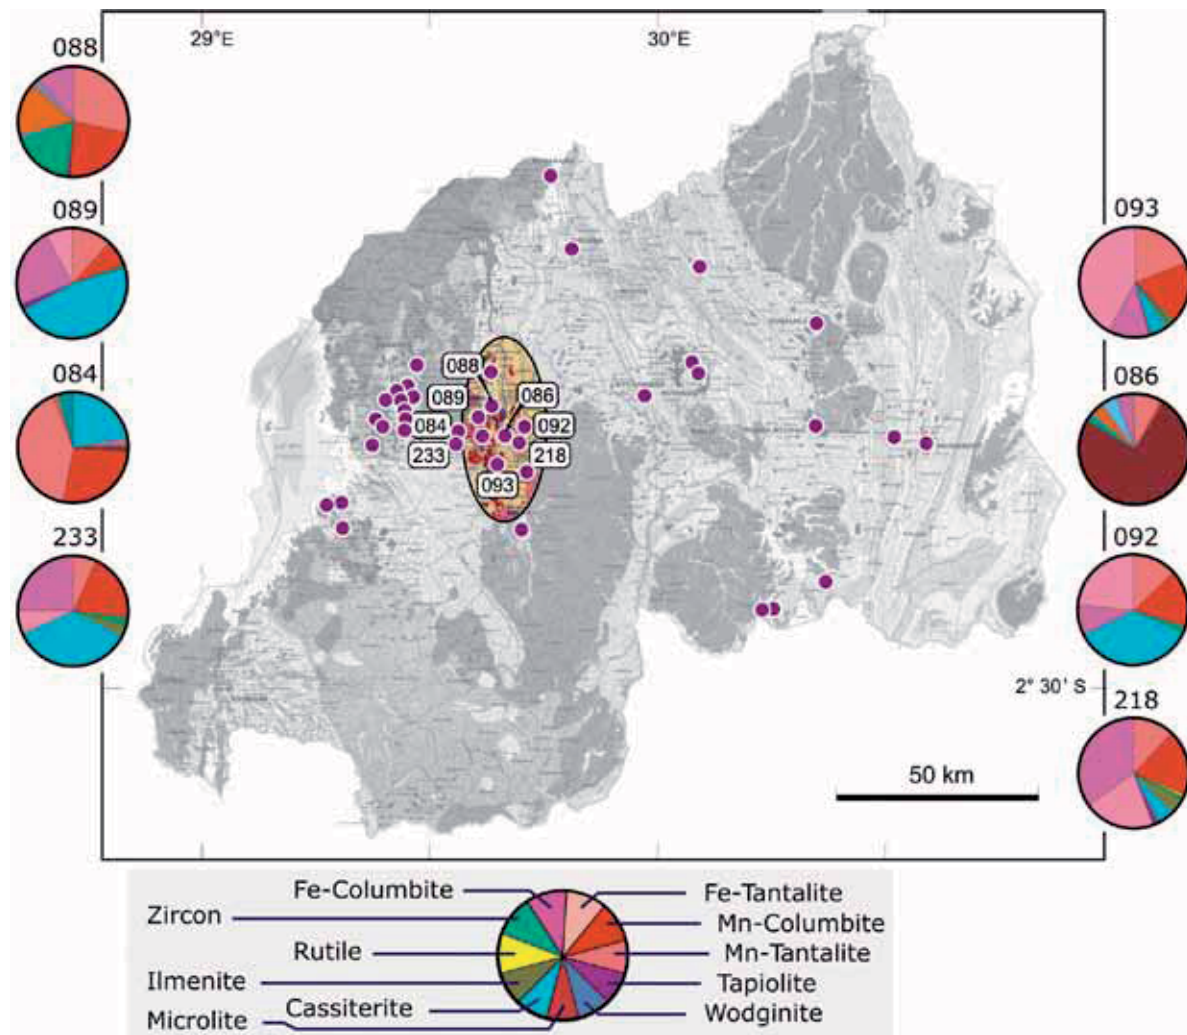 29°E
30°E
088
089
084
233
093
086
092
218
088
089
086
084
092
233
218
093
2° 30' S
50 km
Fe-Columbite
Fe-Tantalite
Zircon
Mn-Columbite
Rutile
Mn-Tantalite
Ilmenite
Tapiolite
Cassiterite
Wodginite
Microlite